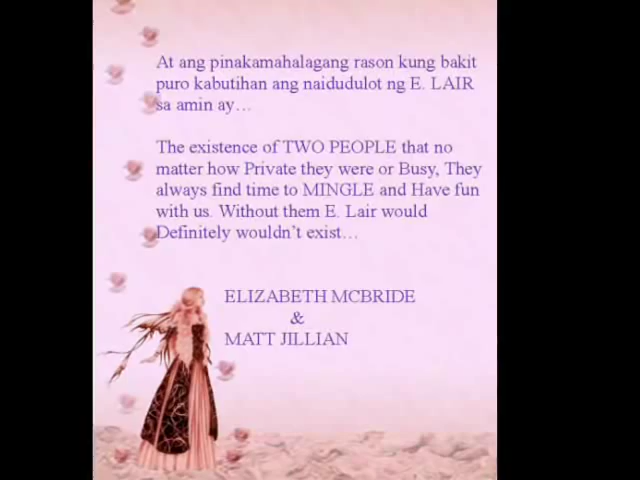 At ang pinakamahalagang rason kung bakit
puro kabutihan ang naidudulot ng E. LAIR
sa amin ay…
The existence of TWO PEOPLE that no
matter how Private they were or Busy, They
always find time to MINGLE and Have fun
with us. Without them E. Lair would
Definitely wouldn't exist…
ELIZABETH MCBRIDE
&
MATT JILLIAN